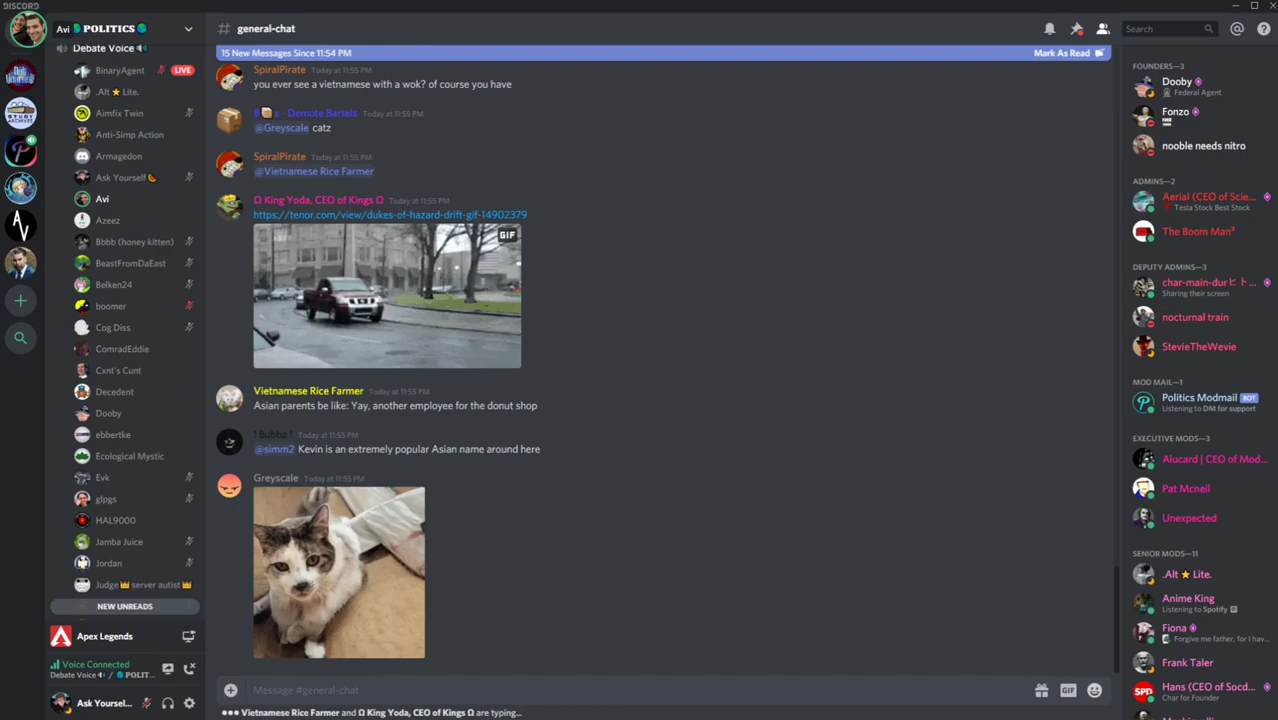 DISCORD
Avi POLITICS
Debate Voice
BinaryAgent LIVE
.Alt ⭐ Lite.
Aimfix Twin
Anti-Simp Action
Armagedon
Ask Yourself 🍉
Avi
Azeez
Bbbb (honey kitten)
BeastFromDaEast
Belken24
boomer
Cog Diss
ComradEddie
Cxnt's Cunt
Decedent
Dooby
ebbertke
Ecological Mystic
Evk
glpgs
HAL9000
Jamba Juice
Jordan
Judge 👑 server autist 👑
NEW UNREADS
Apex Legends
Voice Connected
Debate Voice 🔊 / 🌎 POLIT...
Ask Yoursel...
# general-chat
Search
15 New Messages Since 11:54 PM
Mark As Read
SpiralPirate Today at 11:55 PM
you ever see a vietnamese with a wok? of course you have
x - Demote Bartels Today at 11:55 PM
@Greyscale catz
SpiralPirate Today at 11:55 PM
@Vietnamese Rice Farmer
Ω King Yoda, CEO of Kings Ω Today at 11:55 PM
https://tenor.com/view/dukes-of-hazard-drift-gif-14902379
GIF
Vietnamese Rice Farmer Today at 11:55 PM
Asian parents be like: Yay, another employee for the donut shop
! Bubba ! Today at 11:55 PM
@simm2 Kevin is an extremely popular Asian name around here
Greyscale Today at 11:55 PM
Message #general-chat
GIF
Vietnamese Rice Farmer and Ω King Yoda, CEO of Kings Ω are typing...
FOUNDERS—3
Dooby
Federal Agent
Fonzo
nooble needs nitro
ADMINS—2
Aerial (CEO of Scie...
Tesla Stock Best Stock
The Boom Man³
DEPUTY ADMINS—3
char-main-durヒト...
Sharing their screen
nocturnal train
StevieTheWevie
MOD MAIL—1
Politics Modmail BOT
Listening to DM for support
EXECUTIVE MODS—3
Alucard | CEO of Mod...
Pat Mcneil
Unexpected
SENIOR MODS—11
.Alt ⭐ Lite.
Anime King
Listening to Spotify
Fiona
Forgive me father, for I hav...
Frank Taler
Hans (CEO of Socd...
Char for Founder